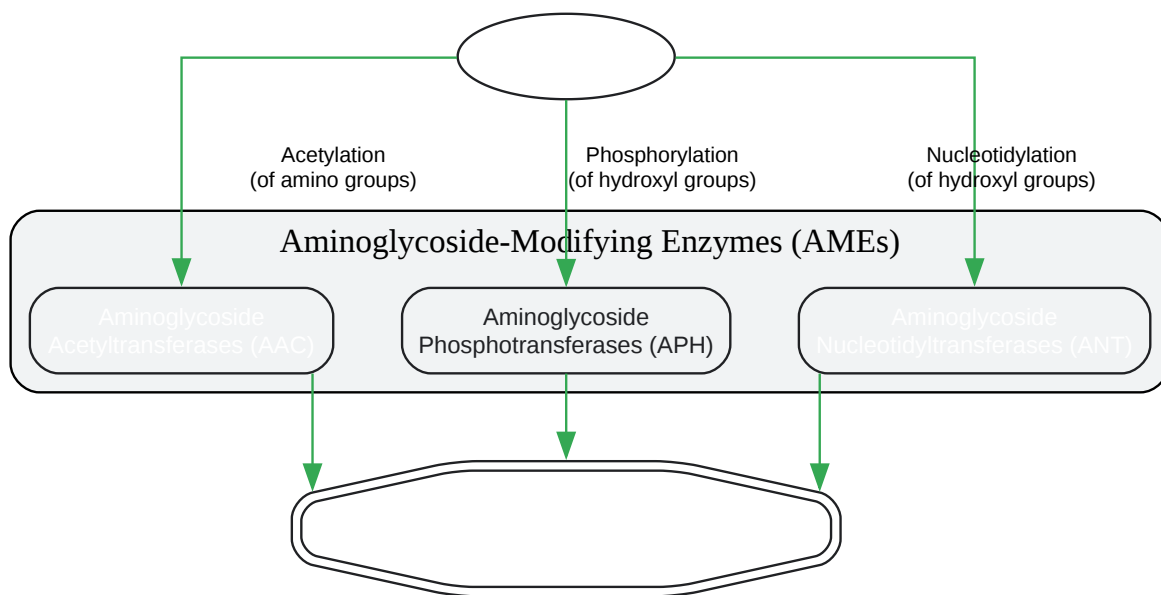 Acetylation
(of amino groups)
Phosphorylation
(of hydroxyl groups)
Nucleotidylation
(of hydroxyl groups)
Aminoglycoside-Modifying Enzymes (AMEs)
Aminoglycoside
Acetyltransferases (AAC)
Aminoglycoside
Phosphotransferases (APH)
Aminoglycoside
Nucleotidyltransferases (ANT)